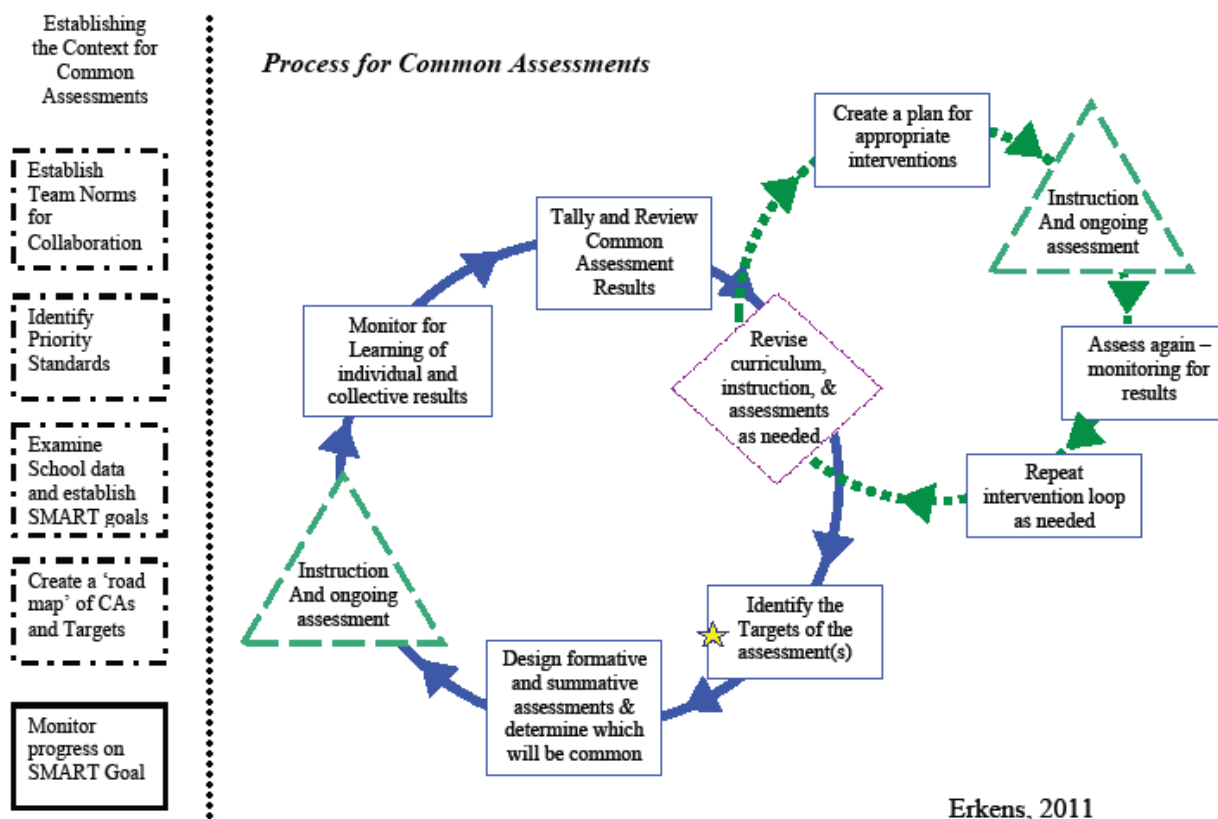 Establishing
the Context for
Common
Assessments
Establish
Team Norms
for
Collaboration
Identify
Priority
Standards
Examine
School data
and establish
SMART goals
Create a ‘road
map’ of CAs
and Targets
Monitor
progress on
SMART Goal
Process for Common Assessments
Tally and Review
Common
Assessment
Results
Monitor for
Learning of
individual and
collective results
Instruction
And ongoing
assessment
Design formative
and summative
assessments &
determine which
will be common
Identify the
Targets of the
assessment(s)
Revise
curriculum,
instruction, &
assessments
as needed
Create a plan for
appropriate
interventions
Instruction
And ongoing
assessment
Assess again –
monitoring for
results
Repeat
intervention loop
as needed
Erkens, 2011